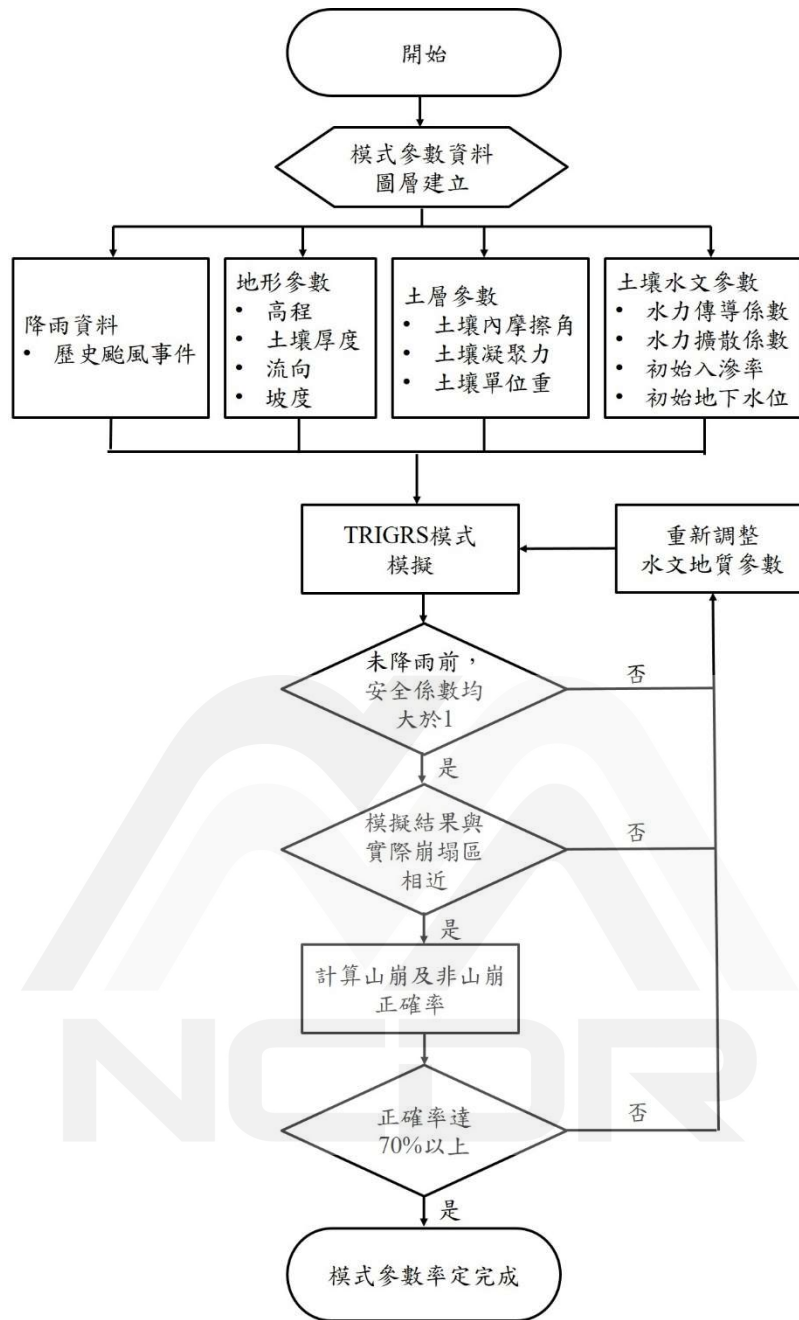 開始
模式參數資料
圖層建立
降雨資料
• 歷史颱風事件
地形參數
• 高程
• 土壤厚度
• 流向
• 坡度
土層參數
• 土壤內摩擦角
• 土壤凝聚力
• 土壤單位重
土壤水文參數
• 水力傳導係數
• 水力擴散係數
• 初始入滲率
• 初始地下水位
TRIGRS模式
模擬
重新調整
水文地質參數
未降雨前，
安全係數均
大於1
否
是
模擬結果與
實際崩塌區
相近
否
是
計算山崩及非山崩
正確率
正確率達
70%以上
否
是
模式參數率定完成
NCDR